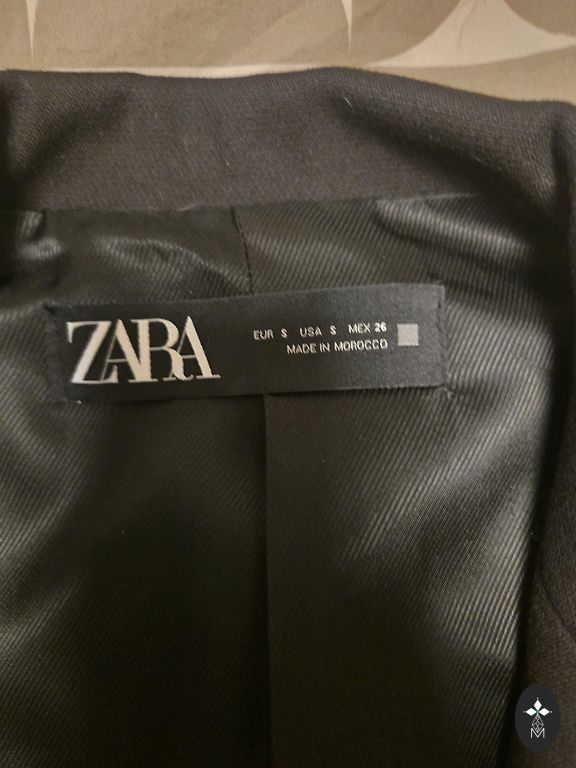 ZARA
EUR S USA S MEX 26
MADE IN MOROCCO
M